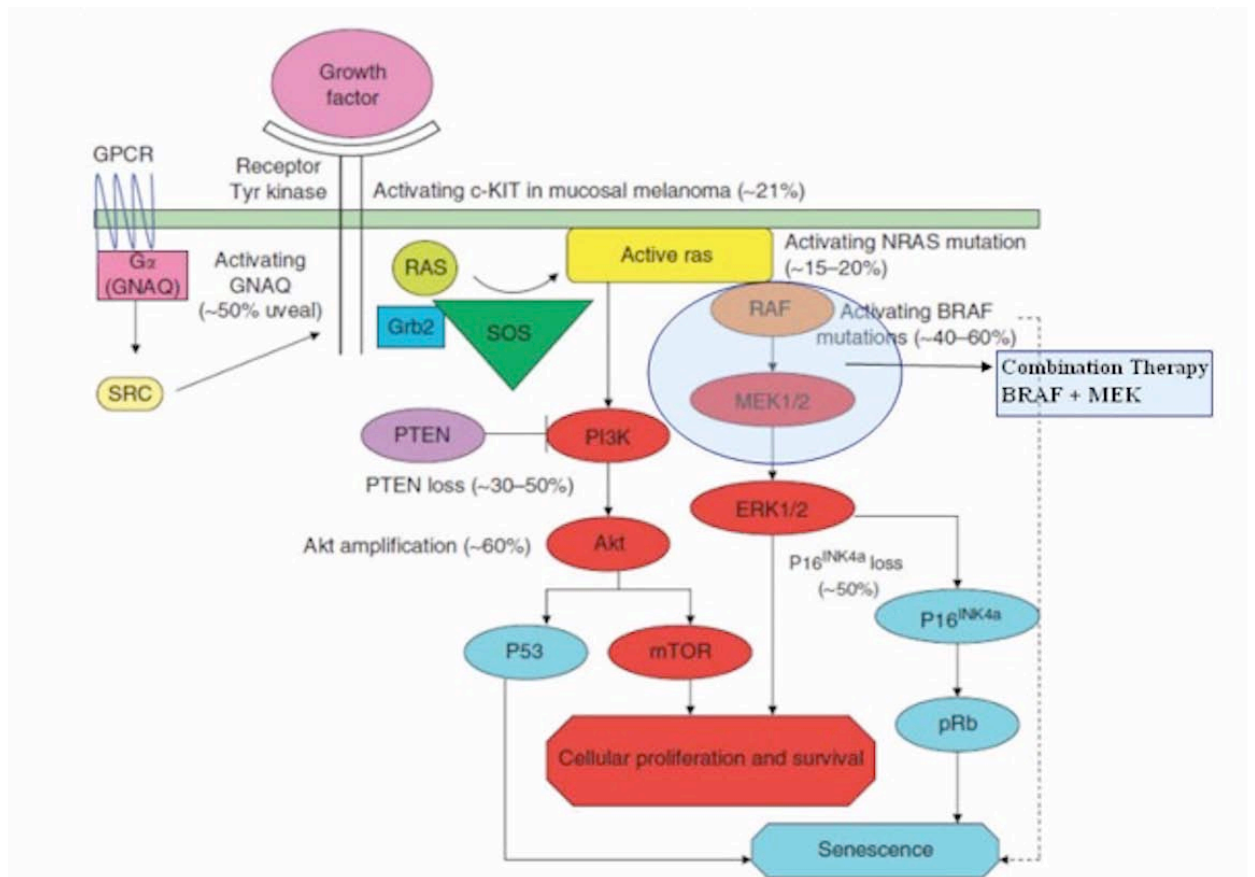 Growth
factor
GPCR
Receptor
Tyr kinase
Activating c-KIT in mucosal melanoma (~21%)
Gα
(GNAQ)
Activating
GNAQ
(~50% uveal)
RAS
Active ras
Activating NRAS mutation
(~15–20%)
Grb2
SOS
RAF
Activating BRAF
mutations (~40–60%)
SRC
MEK1/2
Combination Therapy
BRAF + MEK
PTEN
PI3K
PTEN loss (~30–50%)
ERK1/2
Akt amplification (~60%)
Akt
P16INK4a loss
(~50%)
P16INK4a
P53
mTOR
pRb
Cellular proliferation and survival
Senescence